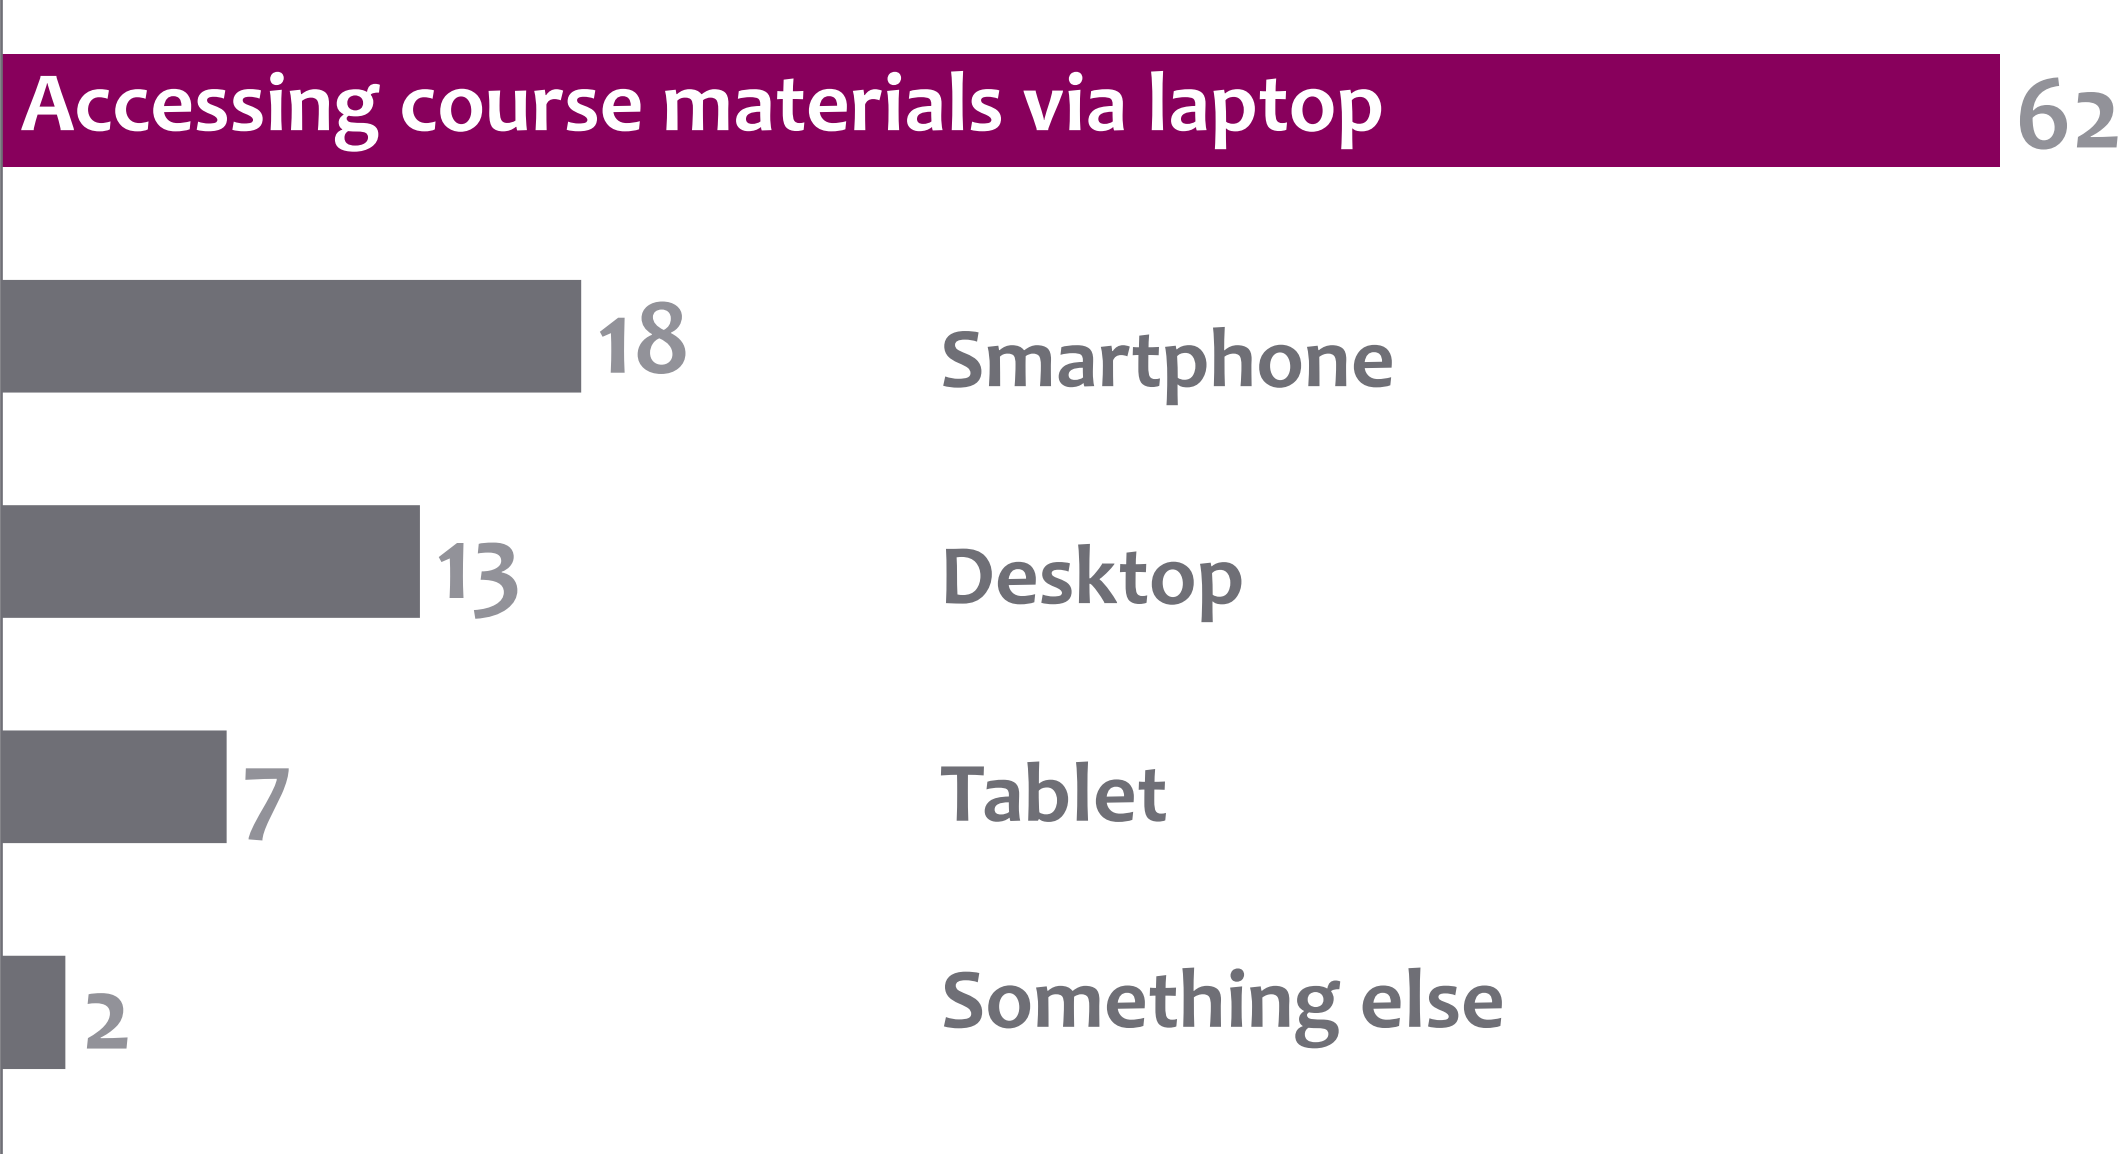 Accessing course materials via laptop 62
18 Smartphone
13 Desktop
7 Tablet
2 Something else